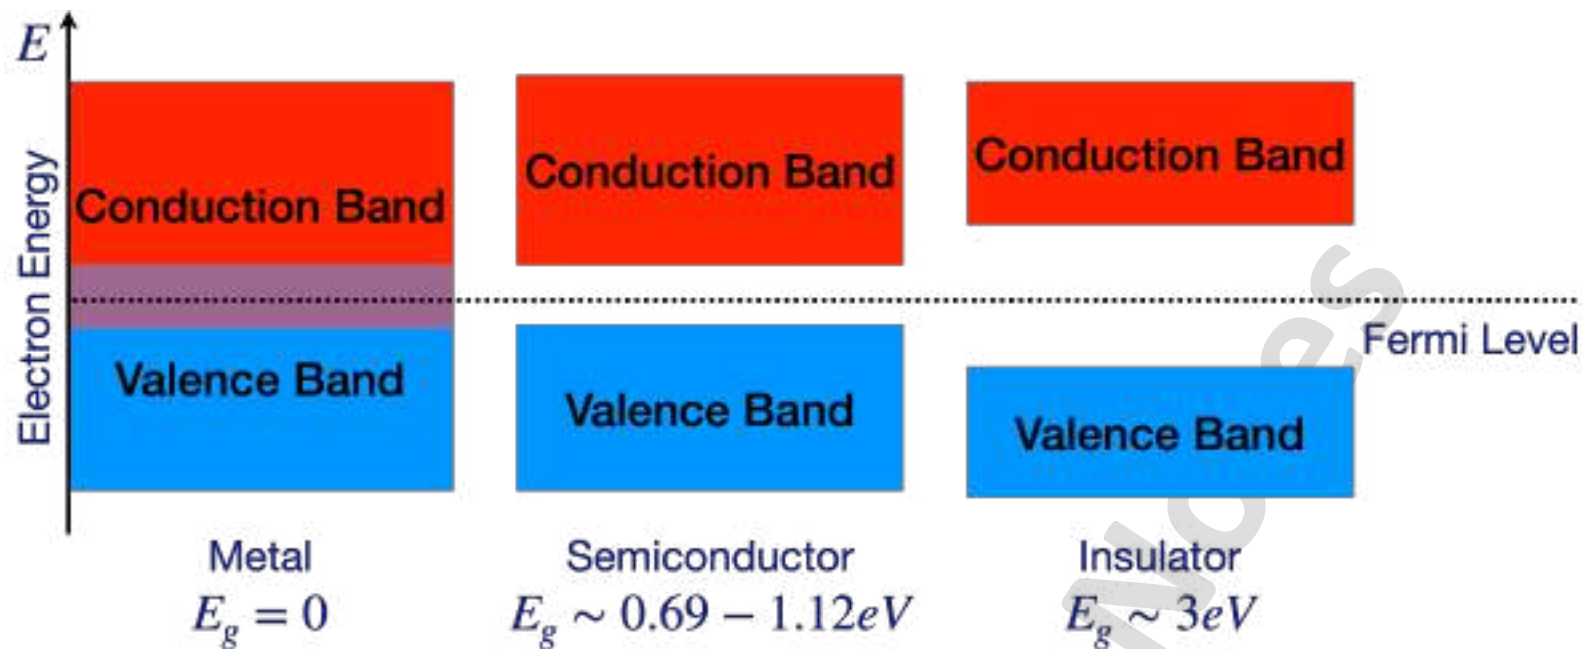 E
Electron Energy
Conduction Band
Valence Band
Conduction Band
Valence Band
Conduction Band
Valence Band
Fermi Level
Metal
E_g = 0
Semiconductor
E_g ∼ 0.69 − 1.12eV
Insulator
E_g ∼ 3eV
Notes